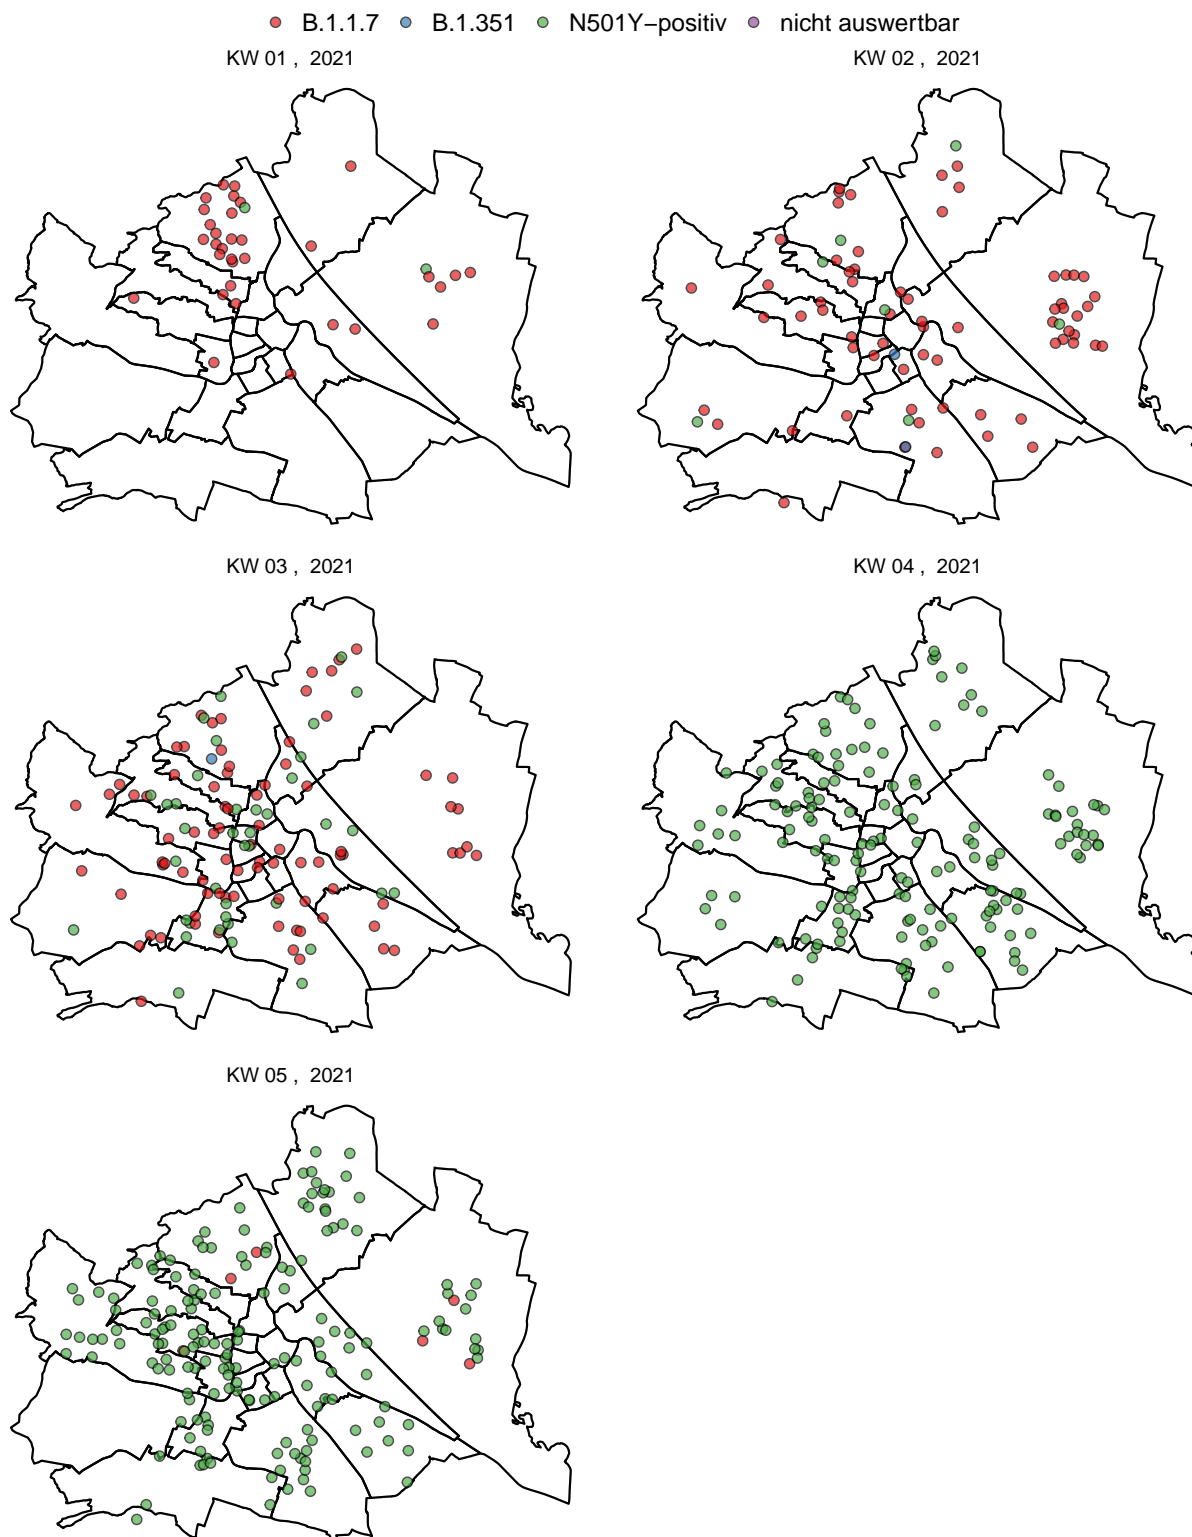 B.1.1.7 B.1.351 N501Y−positiv nicht auswertbar
KW 01 , 2021
KW 02 , 2021
KW 03 , 2021
KW 04 , 2021
KW 05 , 2021